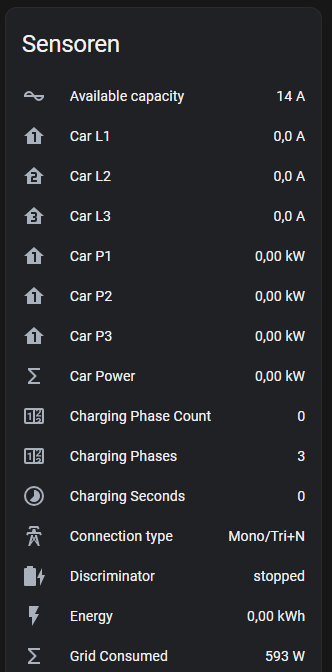 Sensoren
Available capacity 14 A
Car L1 0,0 A
Car L2 0,0 A
Car L3 0,0 A
Car P1 0,00 kW
Car P2 0,00 kW
Car P3 0,00 kW
Car Power 0,00 kW
Charging Phase Count 0
Charging Phases 3
Charging Seconds 0
Connection type Mono/Tri+N
Discriminator stopped
Energy 0,00 kWh
Grid Consumed 593 W